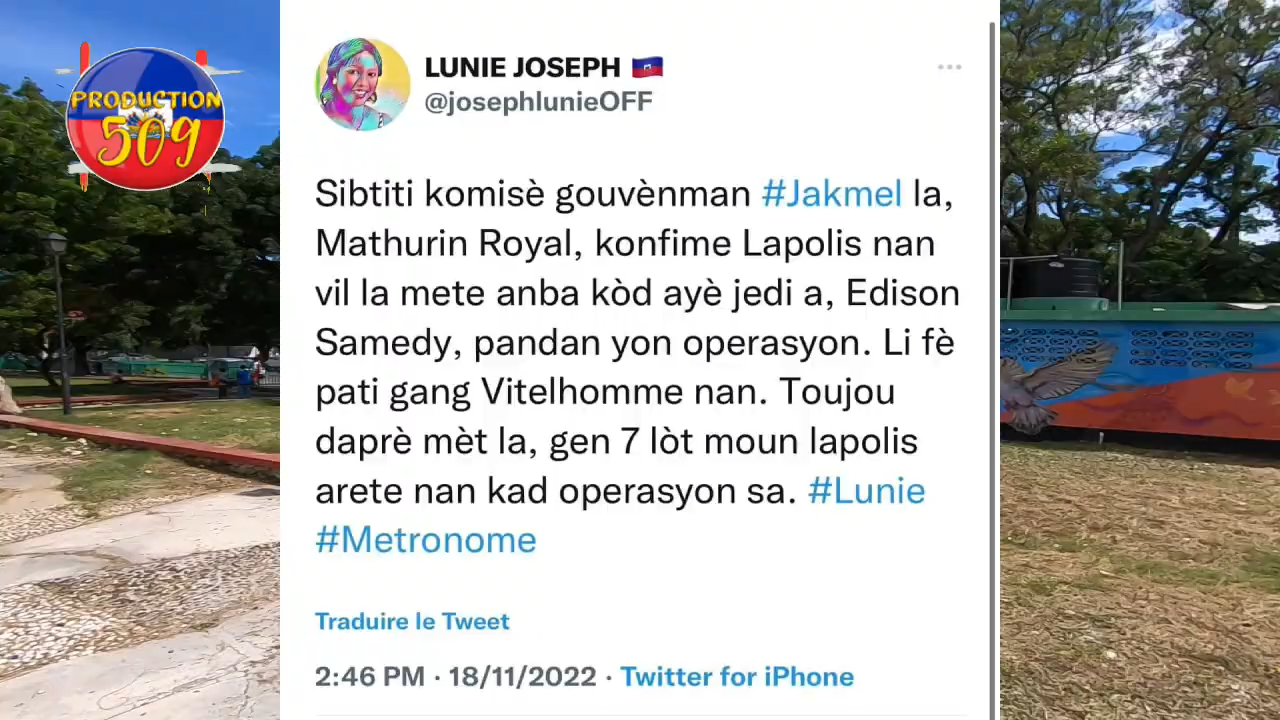 PRODUCTION
509
LUNIE JOSEPH
@josephlunieOFF
Sibtiti komisè gouvènman #Jakmel la,
Mathurin Royal, konfime Lapolis nan
vil la mete anba kòd ayè jedi a, Edison
Samedy, pandan yon operasyon. Li fè
pati gang Vitelhomme nan. Toujou
daprè mèt la, gen 7 lòt moun lapolis
arete nan kad operasyon sa. #Lunie
#Metronome
Traduire le Tweet
2:46 PM · 18/11/2022 · Twitter for iPhone